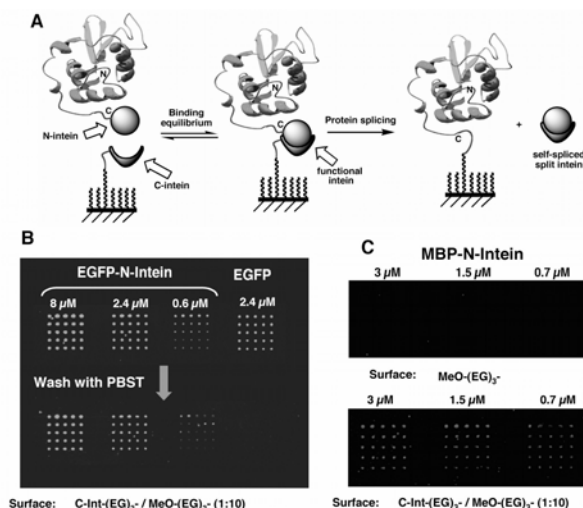 A
N
C
N-intein
C-intein
Binding
equilibrium
N
C
functional
intein
Protein splicing
N
C
+
self-spliced
split intein
B
EGFP-N-Intein
EGFP
8 µM
2.4 µM
0.6 µM
2.4 µM
Wash with PBST
Surface: C-Int-(EG)5- / MeO-(EG)3- (1:10)
C
MBP-N-Intein
3 µM
1.5 µM
0.7 µM
Surface: MeO-(EG)3-
3 µM
1.5 µM
0.7 µM
Surface: C-Int-(EG)5- / MeO-(EG)3- (1:10)